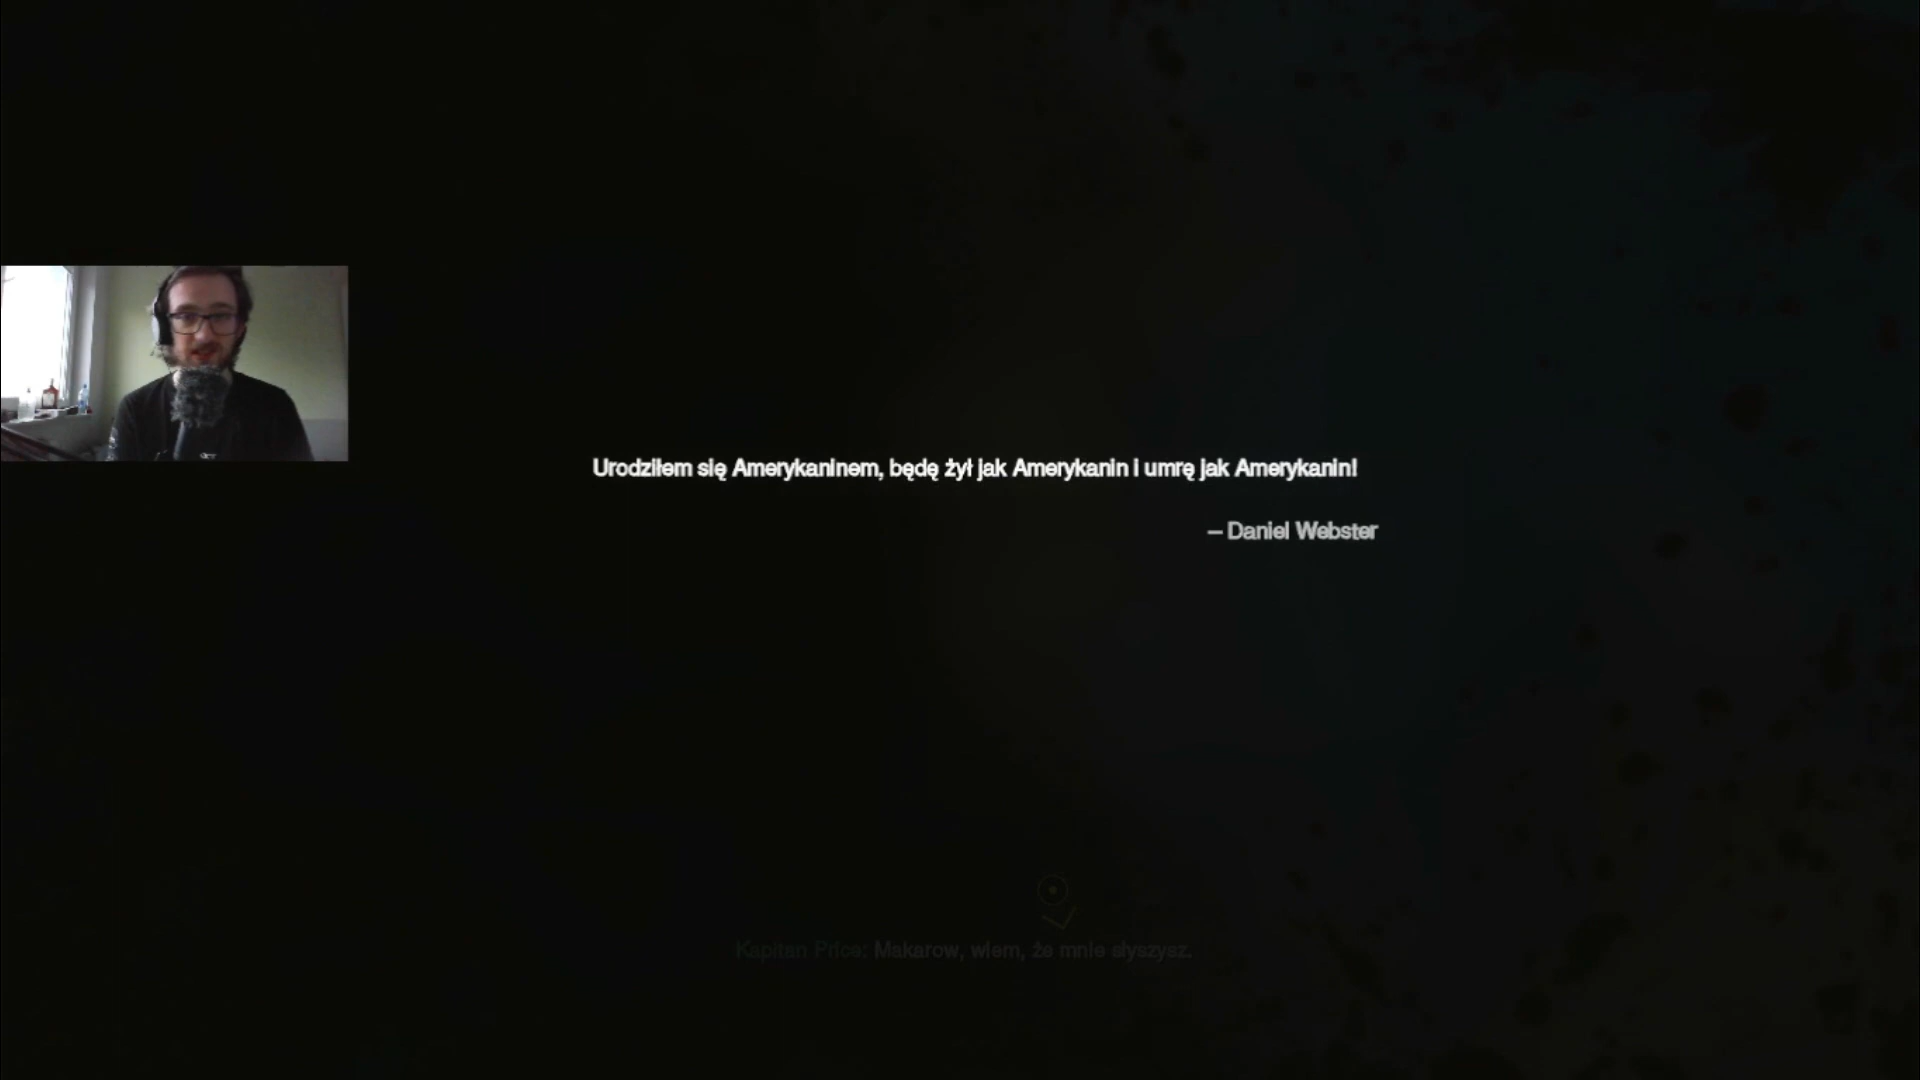 Urodziłem się Amerykaninem, będę żył jak Amerykanin i umrę jak Amerykanin!
– Daniel Webster
Kapitan Price: Makarow, wiem, że mnie słyszysz.